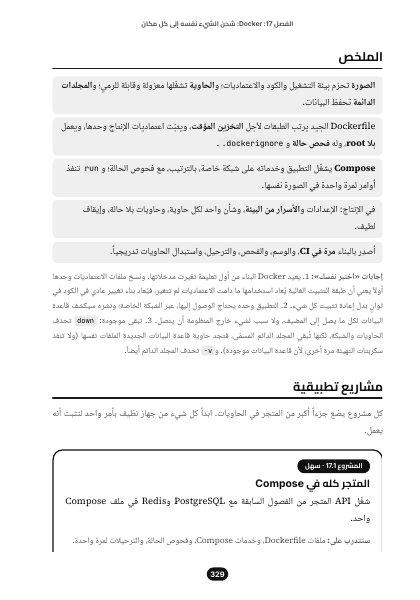 الفصل 17: Docker: شحن الشيء نفسه إلى كل مكان
الملخص
الصورة تحزم بيئة التشغيل والكود والاعتماديات؛ والحاوية تشغّلها معزولة وقابلة للرمي؛ والمجلدات
الدائمة تحفظ البيانات.
Dockerfile الجيد يرتب الطبقات لأجل التخزين المؤقت، ويثبّت اعتماديات الإنتاج وحدها، ويعمل
بلا root، وله فحص حالة و .dockerignore .
Compose يشغّل التطبيق وخدماته على شبكة خاصة، بالترتيب، مع فحوص الحالة؛ و run تنفذ
أوامر لمرة واحدة في الصورة نفسها.
في الإنتاج: الإعدادات والأسرار من البيئة، وشأن واحد لكل حاوية، وحاويات بلا حالة، وإيقاف
لطيف.
أصدِر بالبناء مرة في CI، والوسم، والفحص، والترحيل، واستبدال الحاويات تدريجياً.
إجابات «اختبر نفسك»: 1. يعيد Docker البناء من أول تعليمة تغيرت مدخلاتها. ونسخ ملفات الاعتماديات وحدها
أولاً يعني أن طبقة التثبيت الغالية يُعاد استخدامها ما دامت الاعتماديات لم تتغير، فيُعاد بناء تغيير عادي في الكود في
ثوانٍ بدل إعادة تثبيت كل شيء. 2. التطبيق وحده يحتاج الوصول إليها، عبر الشبكة الخاصة؛ ونشره سيكشف قاعدة
البيانات لكل ما يصل إلى المضيف، ولا سبب لشيء خارج المنظومة أن يتصل. 3. تبقى موجودة: down تحذف
الحاويات والشبكة، لكنها تُبقي المجلد الدائم المسمّى، فتجد حاوية قاعدة البيانات الجديدة الملفات نفسها (ولا تنفذ
سكربتات التهيئة مرة أخرى، لأن قاعدة البيانات موجودة). و -v تحذف المجلد الدائم أيضاً.
مشاريع تطبيقية
كل مشروع يضع جزءاً أكبر من المتجر في الحاويات. ابدأ كل شيء من جهاز نظيف بأمر واحد لتثبت أنه
يعمل.
المشروع 17.1 · سهل
المتجر كله في Compose
شغّل API المتجر من الفصول السابقة مع PostgreSQL وRedis في ملف Compose
واحد.
ستتدرب على: ملفات Dockerfile، وخدمات Compose، وفحوص الحالة، والترحيلات لمرة واحدة.
329